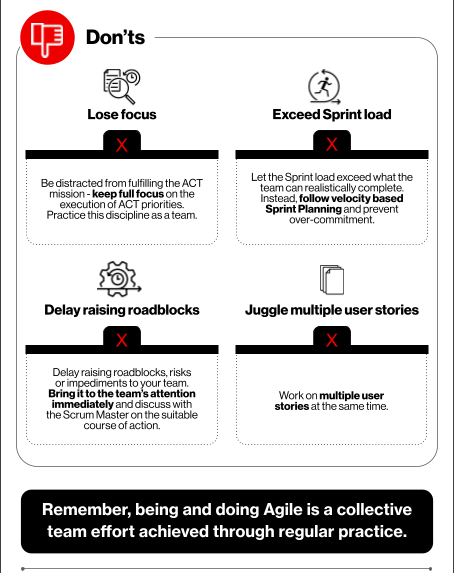 Don'ts
Lose focus
X
Be distracted from fulfilling the ACT
mission - keep full focus on the
execution of ACT priorities.
Practice this discipline as a team.
Exceed Sprint load
X
Let the Sprint load exceed what the
team can realistically complete.
Instead, follow velocity based
Sprint Planning and prevent
over-commitment.
Delay raising roadblocks
X
Delay raising roadblocks, risks
or impediments to your team.
Bring it to the team's attention
immediately and discuss with
the Scrum Master on the suitable
course of action.
Juggle multiple user stories
X
Work on multiple user
stories at the same time.
Remember, being and doing Agile is a collective
team effort achieved through regular practice.